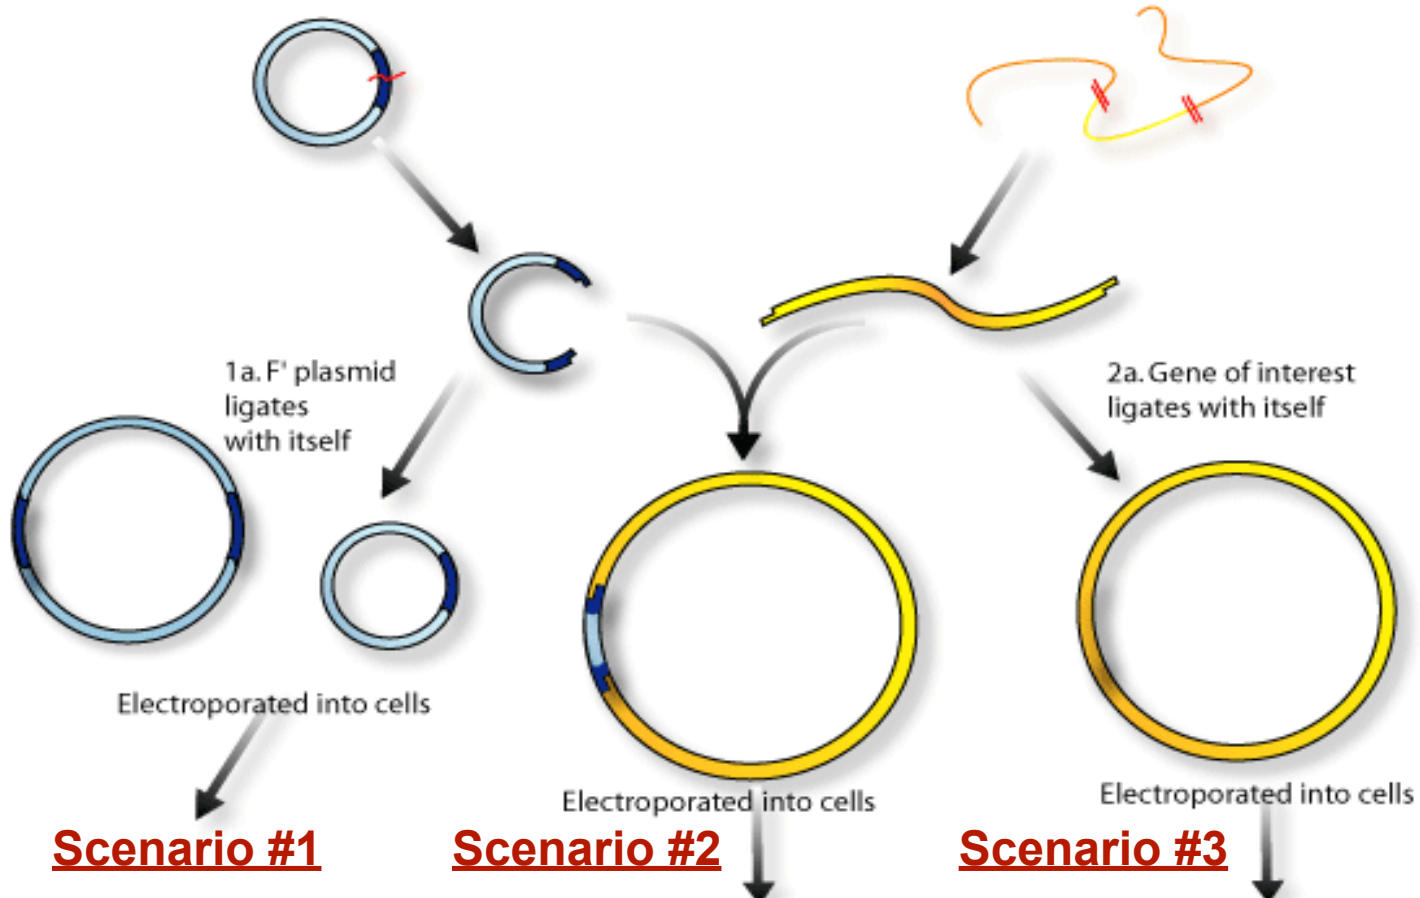 1a. F' plasmid
ligates
with itself
2a. Gene of interest
ligates with itself
Electroporated into cells
Electroporated into cells
Electroporated into cells
Scenario #1
Scenario #2
Scenario #3